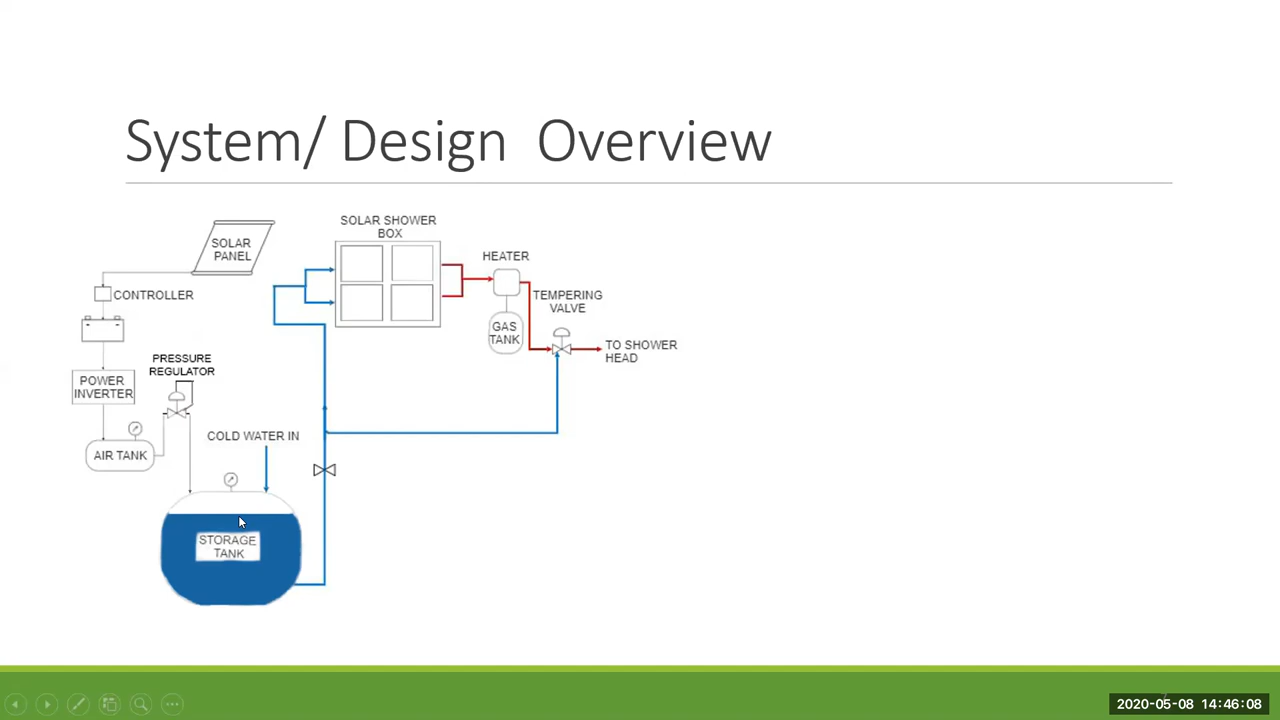 System/ Design Overview
SOLAR SHOWER
BOX
SOLAR
PANEL
HEATER
CONTROLLER
TEMPERING
VALVE
GAS
TANK
TO SHOWER
HEAD
PRESSURE
REGULATOR
POWER
INVERTER
COLD WATER IN
AIR TANK
STORAGE
TANK
2020-05-08 14:46:08